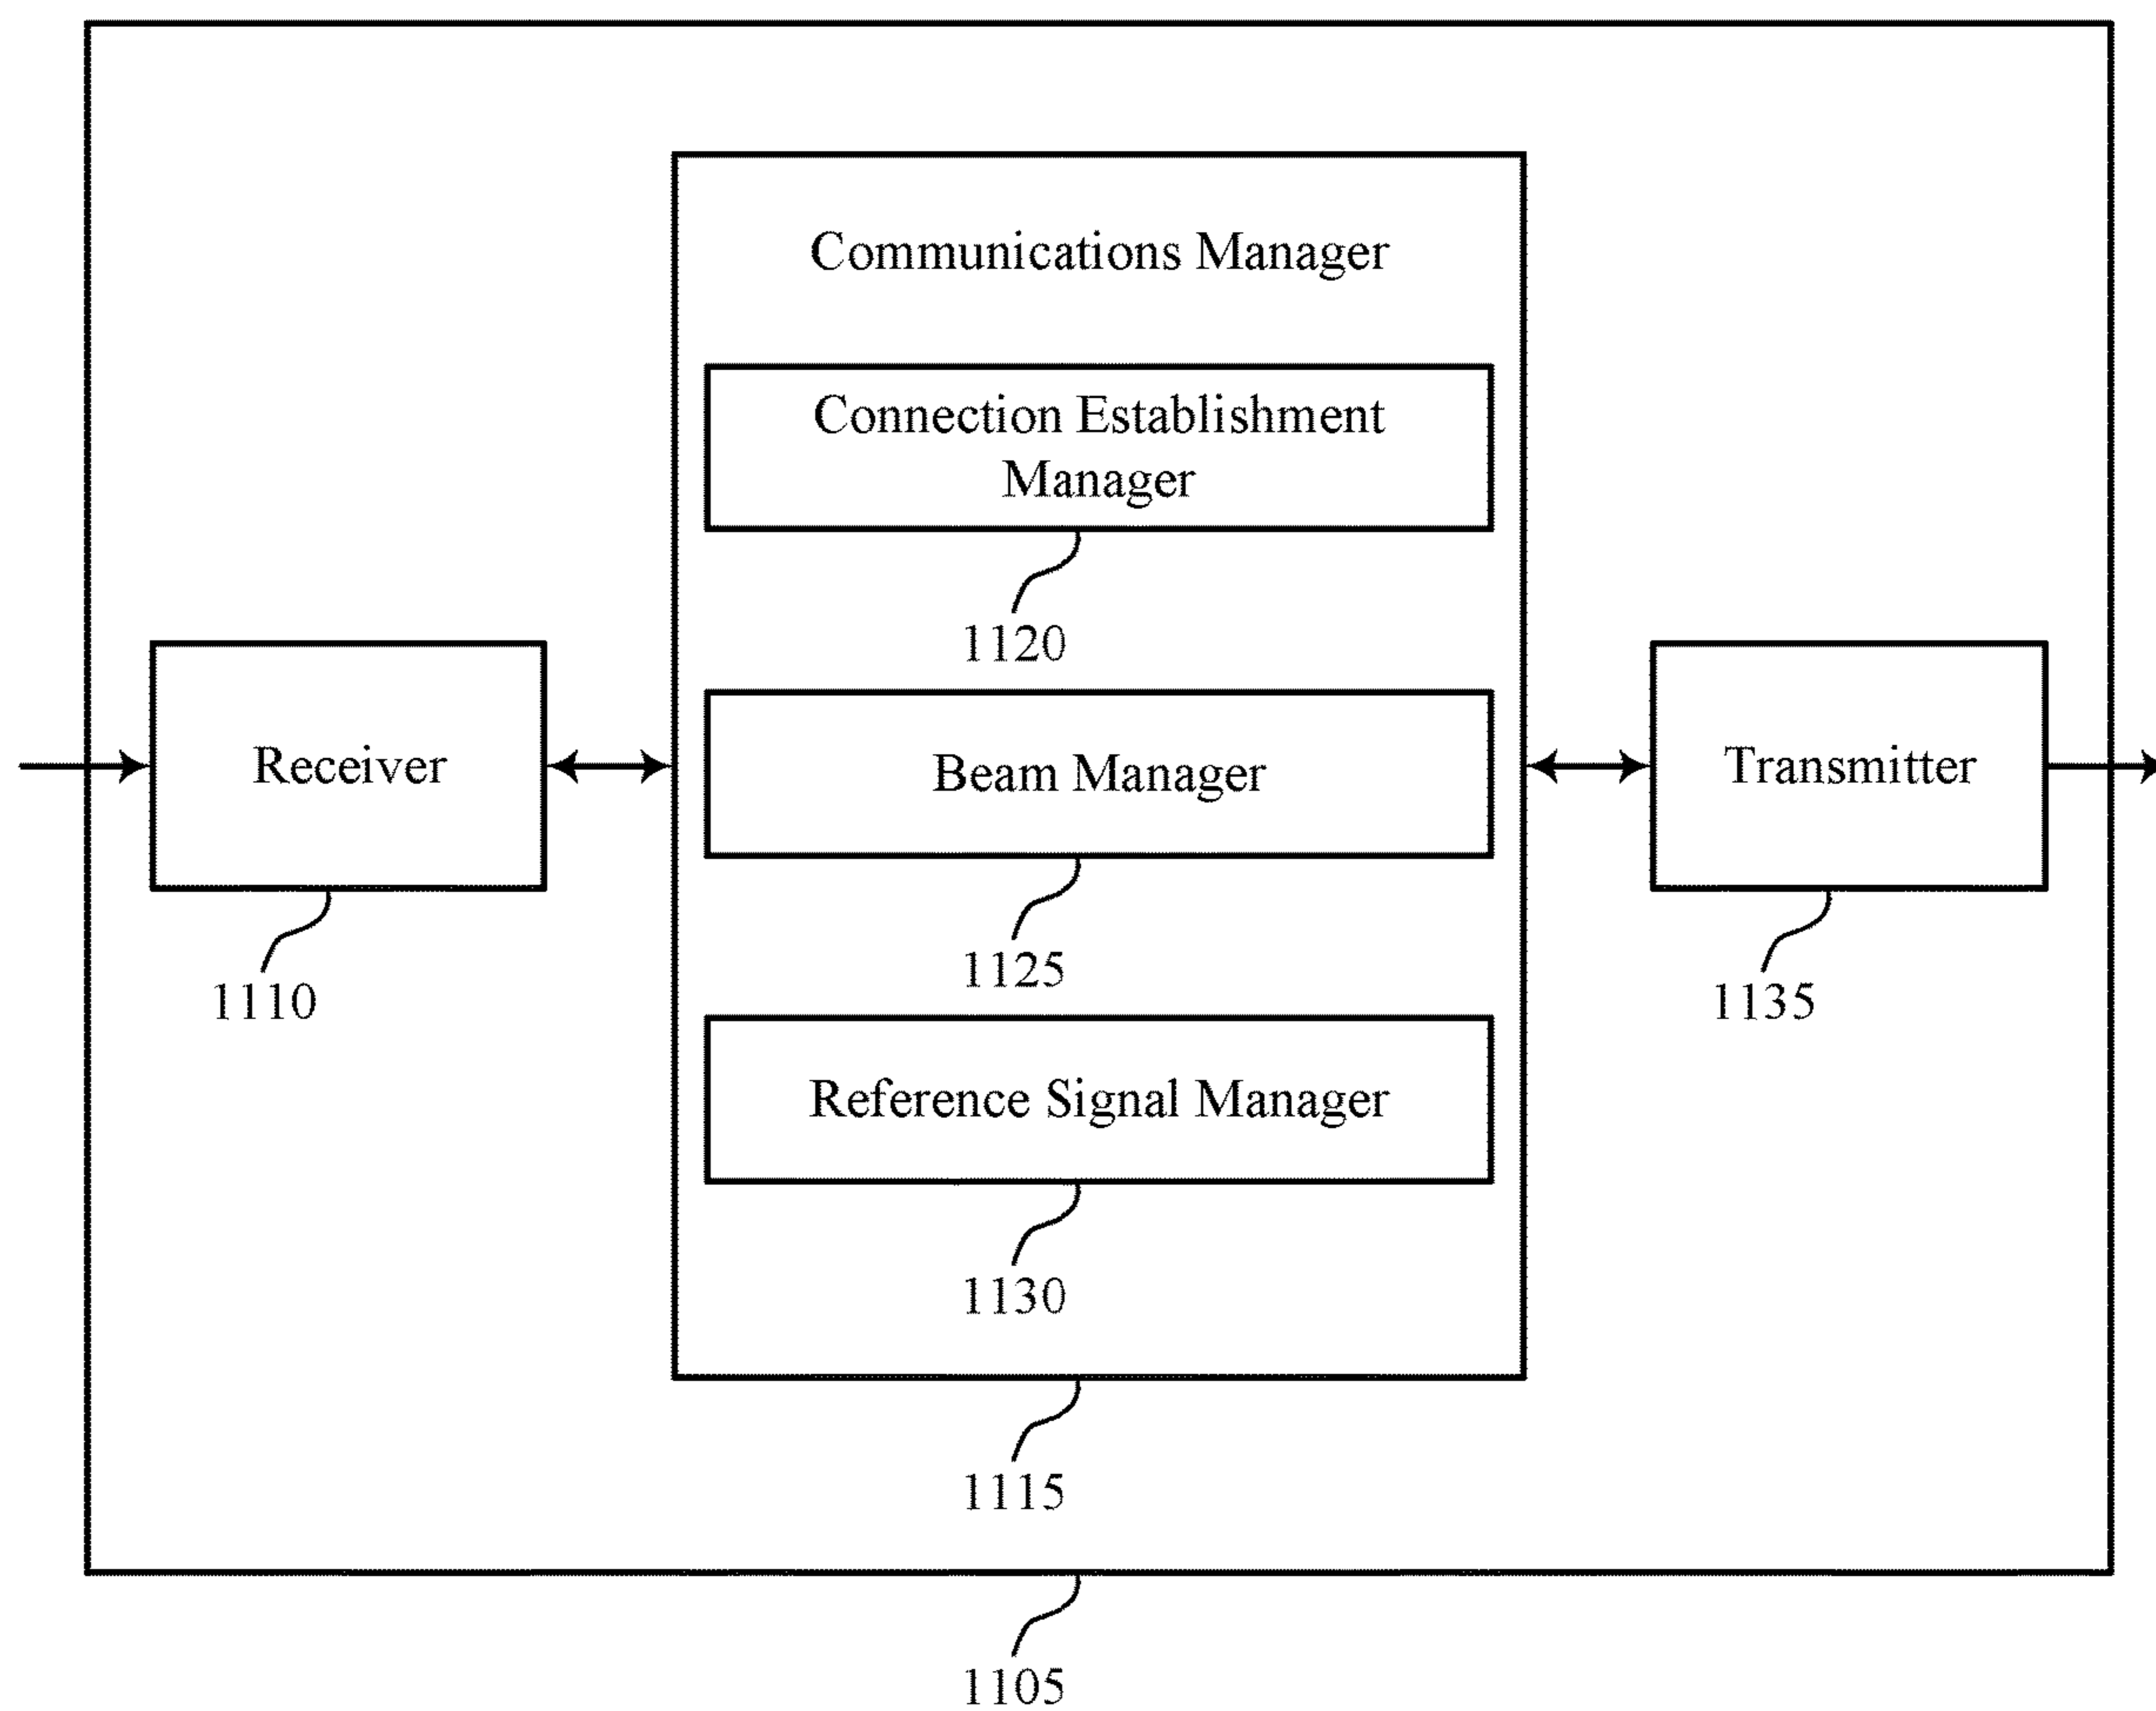 Communications Manager
Connection Establishment
Manager
1120
Receiver
1110
Beam Manager
1125
Transmitter
1135
Reference Signal Manager
1130
1115
1105